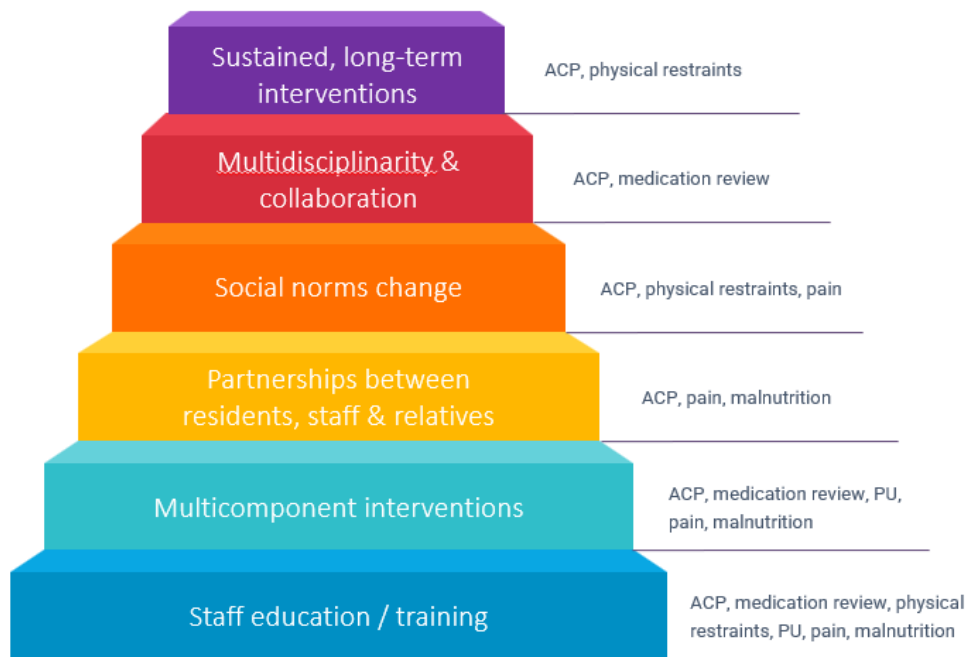 Sustained, long-term
interventions
ACP, physical restraints
Multidisciplinarity &
collaboration
ACP, medication review
Social norms change
ACP, physical restraints, pain
Partnerships between
residents, staff & relatives
ACP, pain, malnutrition
Multicomponent interventions
ACP, medication review, PU,
pain, malnutrition
Staff education / training
ACP, medication review, physical
restraints, PU, pain, malnutrition